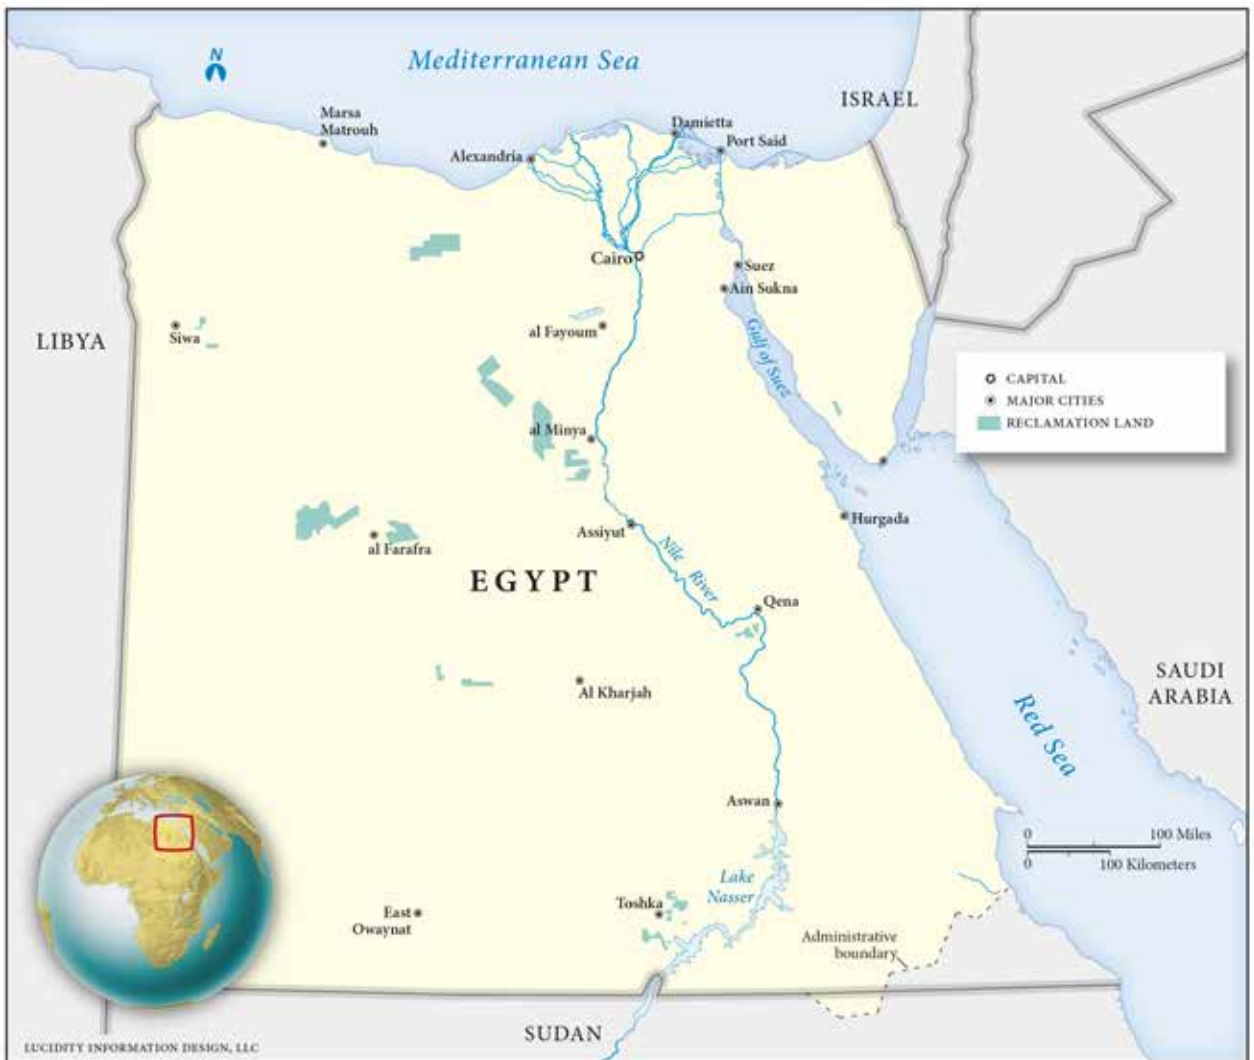 N
Mediterranean Sea
ISRAEL
Marsa
Matrouh
Damietta
Port Said
Alexandria
Cairo
Suez
Ain Sukna
LIBYA
Siwa
al Fayoum
Gulf of Suez
CAPITAL
MAJOR CITIES
RECLAMATION LAND
al Minya
Hurgada
Assiyut
al Farafra
Nile
River
EGYPT
Qena
SAUDI
ARABIA
Al Kharjah
Red Sea
Aswan
0 100 Miles
0 100 Kilometers
Lake
Nasser
Toshka
East
Owaynat
Administrative
boundary
SUDAN
LUCIDITY INFORMATION DESIGN, LLC